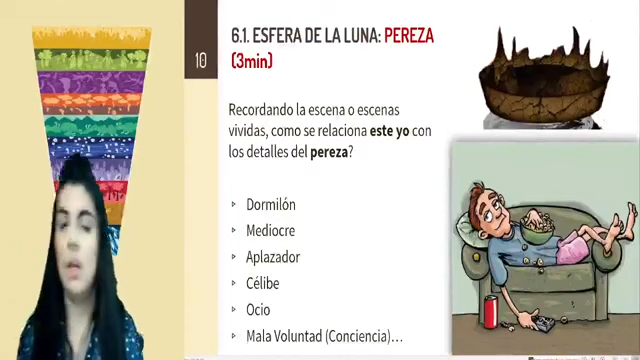 10
6.1. ESFERA DE LA LUNA: PEREZA
(3min)
Recordando la escena o escenas
vividas, como se relaciona este yo con
los detalles del pereza?
Dormilón
Mediocre
Aplazador
Célibe
Ocio
Mala Voluntad (Conciencia)...